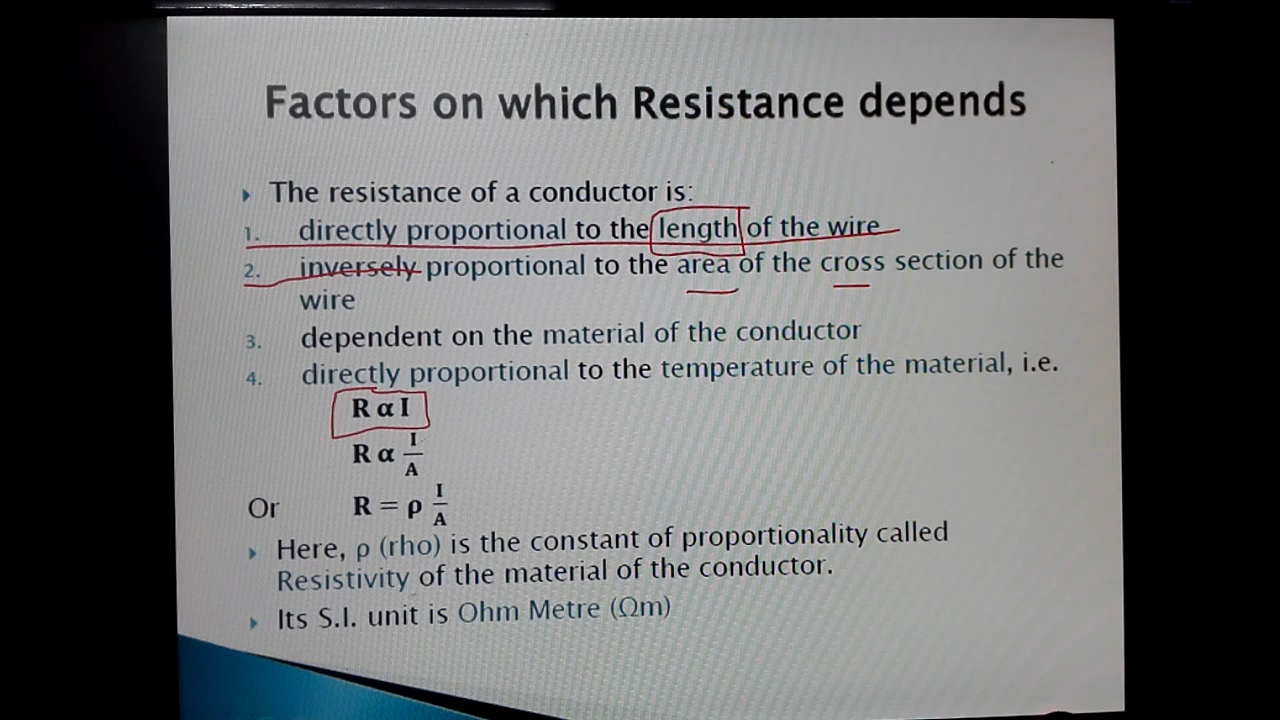 Factors on which Resistance depends
The resistance of a conductor is:
1. directly proportional to the length of the wire
2. inversely proportional to the area of the cross section of the
wire
3. dependent on the material of the conductor
4. directly proportional to the temperature of the material, i.e.
R α I
R α I/A
Or R = ρ I/A
Here, ρ (rho) is the constant of proportionality called
Resistivity of the material of the conductor.
Its S.I. unit is Ohm Metre (Ωm)